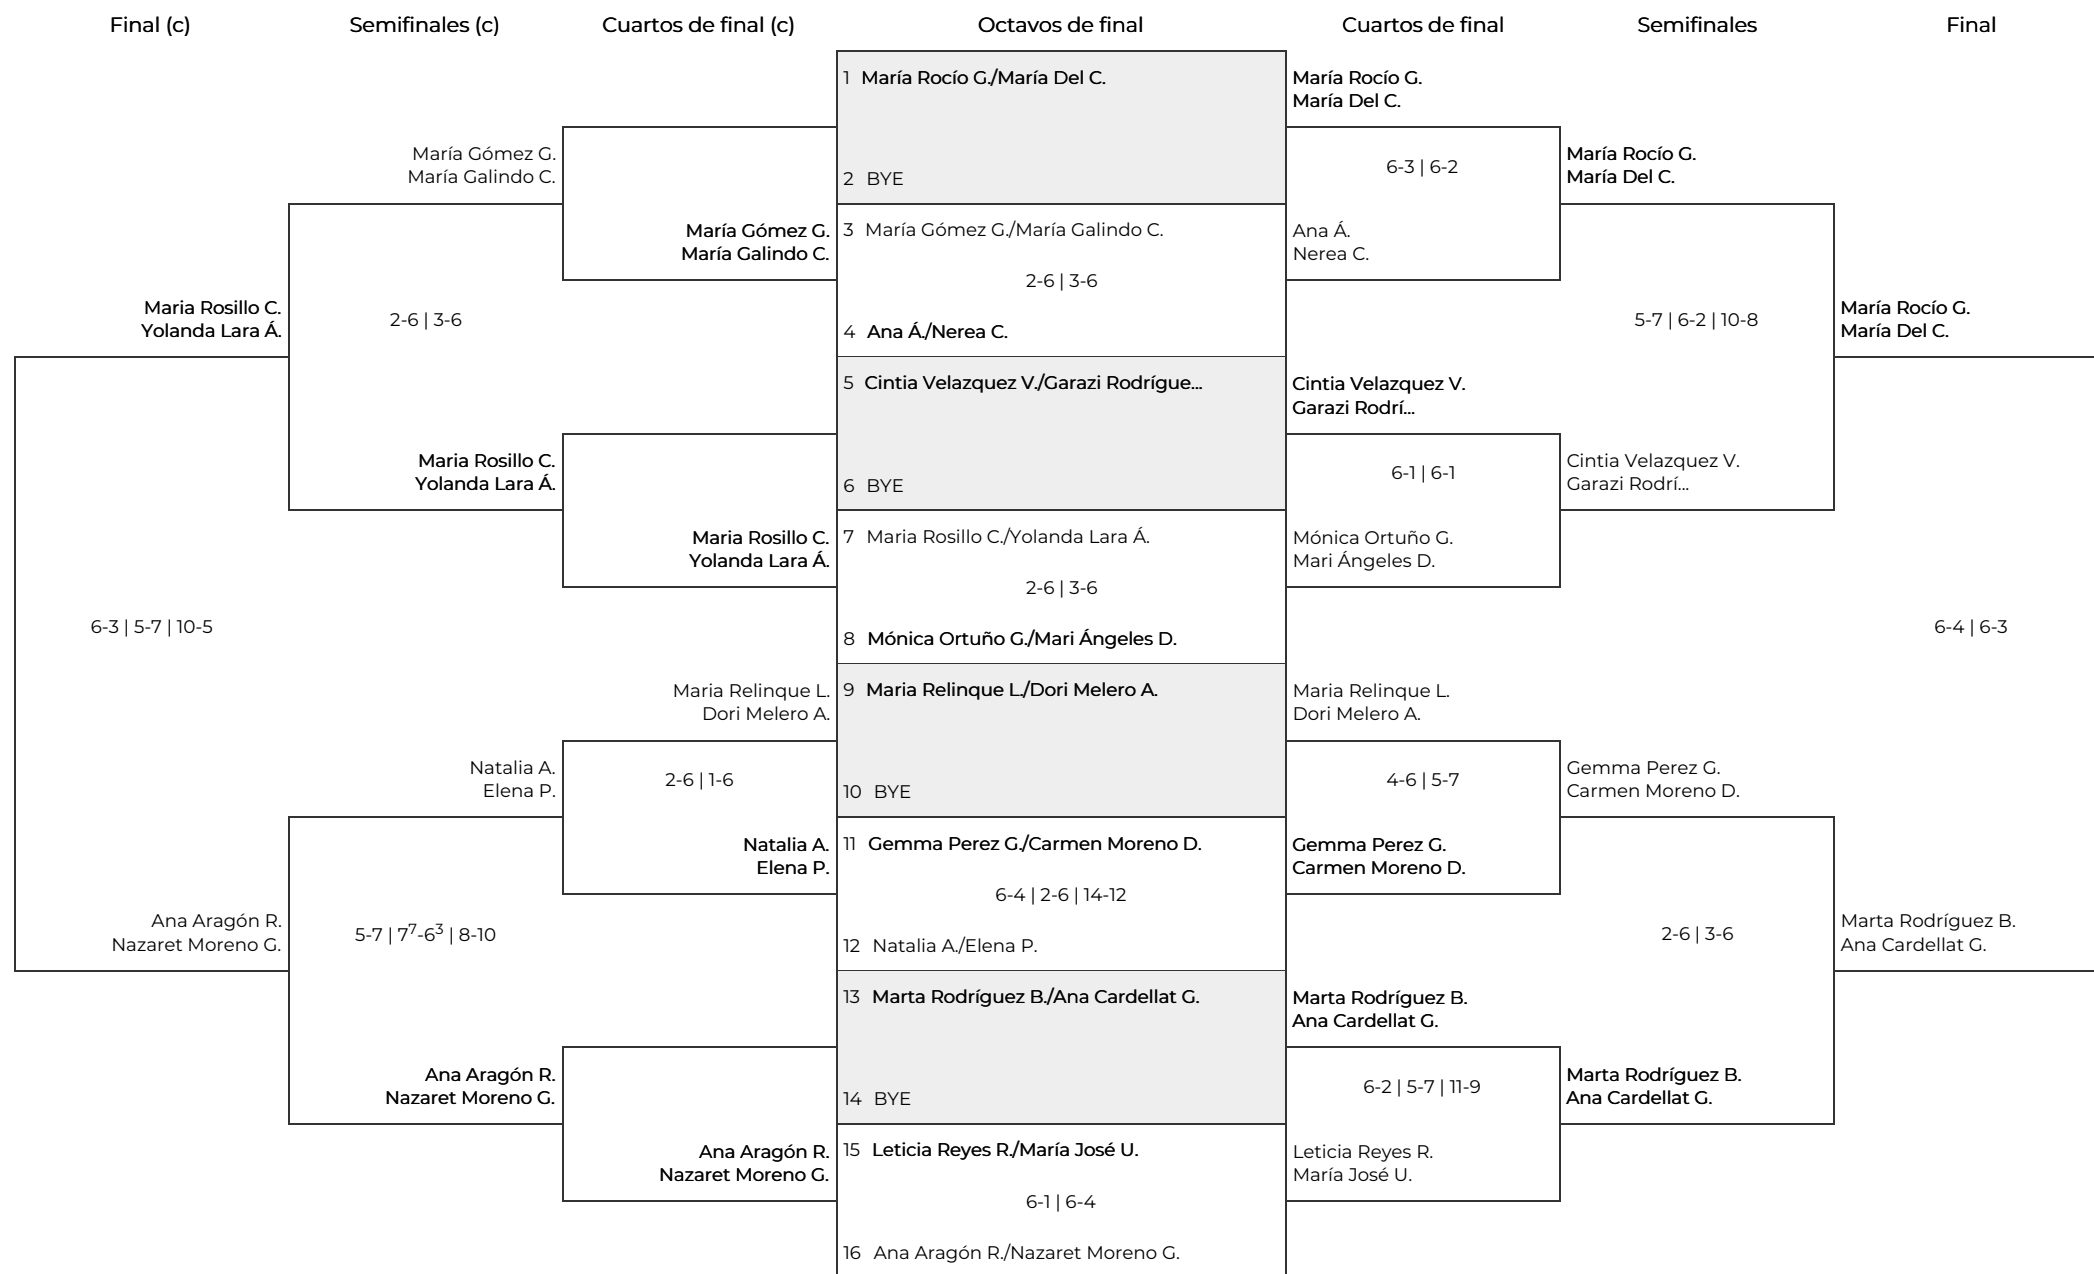 Final (c)
Semifinales (c)
Cuartos de final (c)
Octavos de final
Cuartos de final
Semifinales
Final
Maria Rosillo C.
Yolanda Lara Á.
6-3 | 5-7 | 10-5
Ana Aragón R.
Nazaret Moreno G.
María Gómez G.
María Galindo C.
2-6 | 3-6
Maria Rosillo C.
Yolanda Lara Á.
Natalia A.
Elena P.
5-7 | 7⁷-6³ | 8-10
Ana Aragón R.
Nazaret Moreno G.
María Gómez G.
María Galindo C.
Maria Rosillo C.
Yolanda Lara Á.
Maria Relinque L.
Dori Melero A.
2-6 | 1-6
Natalia A.
Elena P.
Ana Aragón R.
Nazaret Moreno G.
1 María Rocío G./María Del C.
2 BYE
3 María Gómez G./María Galindo C.
2-6 | 3-6
4 Ana Á./Nerea C.
5 Cintia Velazquez V./Garazi Rodrígue...
6 BYE
7 Maria Rosillo C./Yolanda Lara Á.
2-6 | 3-6
8 Mónica Ortuño G./Mari Ángeles D.
9 Maria Relinque L./Dori Melero A.
10 BYE
11 Gemma Perez G./Carmen Moreno D.
6-4 | 2-6 | 14-12
12 Natalia A./Elena P.
13 Marta Rodríguez B./Ana Cardellat G.
14 BYE
15 Leticia Reyes R./María José U.
6-1 | 6-4
16 Ana Aragón R./Nazaret Moreno G.
María Rocío G.
María Del C.
6-3 | 6-2
Ana Á.
Nerea C.
Cintia Velazquez V.
Garazi Rodrí...
6-1 | 6-1
Mónica Ortuño G.
Mari Ángeles D.
Maria Relinque L.
Dori Melero A.
4-6 | 5-7
Gemma Perez G.
Carmen Moreno D.
Marta Rodríguez B.
Ana Cardellat G.
6-2 | 5-7 | 11-9
Leticia Reyes R.
María José U.
María Rocío G.
María Del C.
5-7 | 6-2 | 10-8
Cintia Velazquez V.
Garazi Rodrí...
Gemma Perez G.
Carmen Moreno D.
2-6 | 3-6
Marta Rodríguez B.
Ana Cardellat G.
María Rocío G.
María Del C.
6-4 | 6-3
Marta Rodríguez B.
Ana Cardellat G.